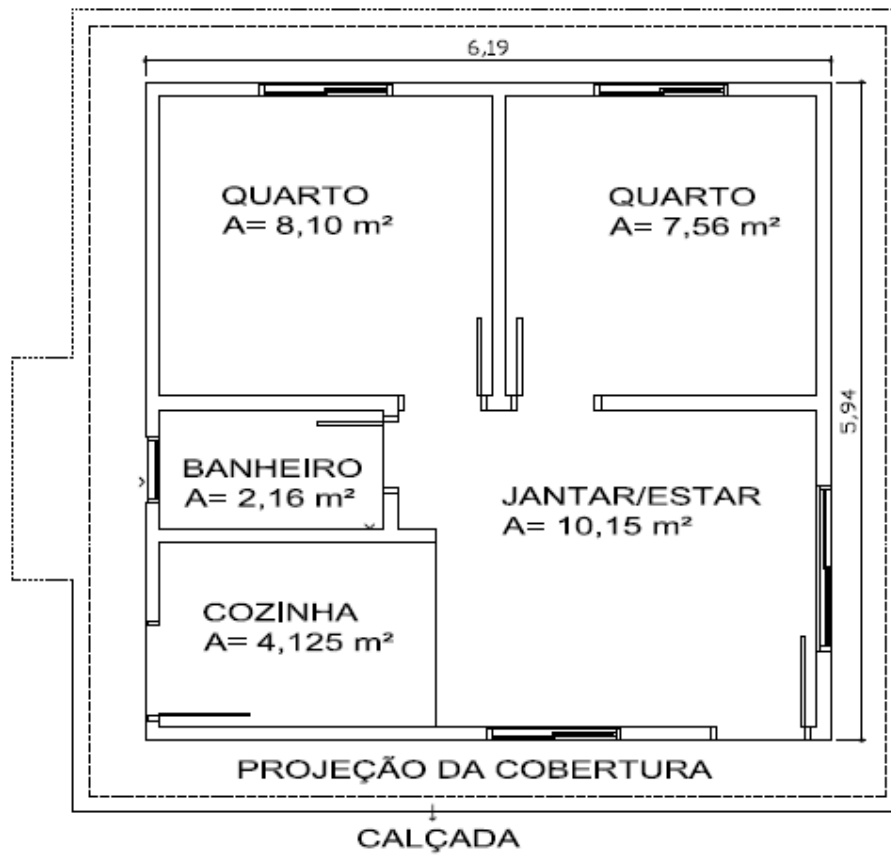 6,19
QUARTO
A= 8,10 m²
QUARTO
A= 7,56 m²
5,94
BANHEIRO
A= 2,16 m²
JANTAR/ESTAR
A= 10,15 m²
COZINHA
A= 4,125 m²
PROJEÇÃO DA COBERTURA
CALÇADA